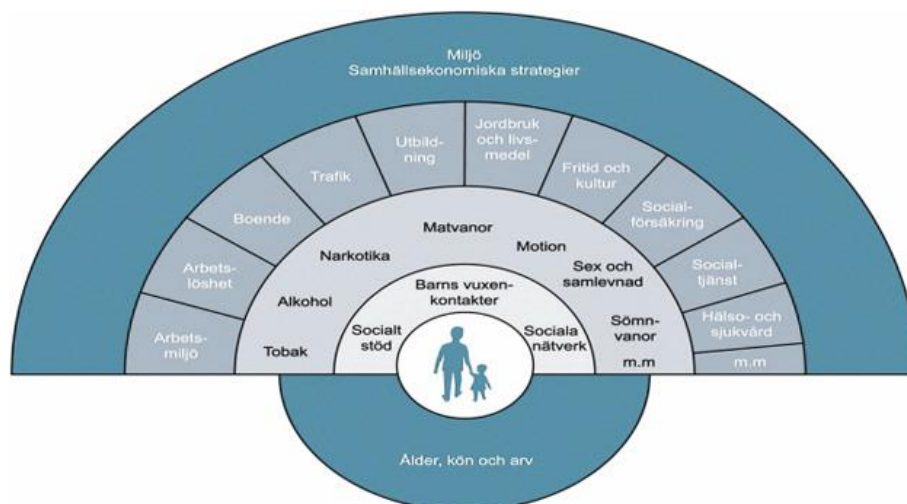 Miljö
Samhällsekonomiska strategier
Arbets-
miljö
Arbets-
löshet
Boende
Trafik
Utbild-
ning
Jordbruk
och livs-
medel
Fritid och
kultur
Social-
försäkring
Social-
tjänst
Hälso- och
sjukvård
m.m
Tobak
Alkohol
Narkotika
Matvanor
Motion
Sex och
samlevnad
Sömn-
vanor
m.m
Socialt
stöd
Barns vuxen-
kontakter
Sociala
nätverk
Ålder, kön och arv